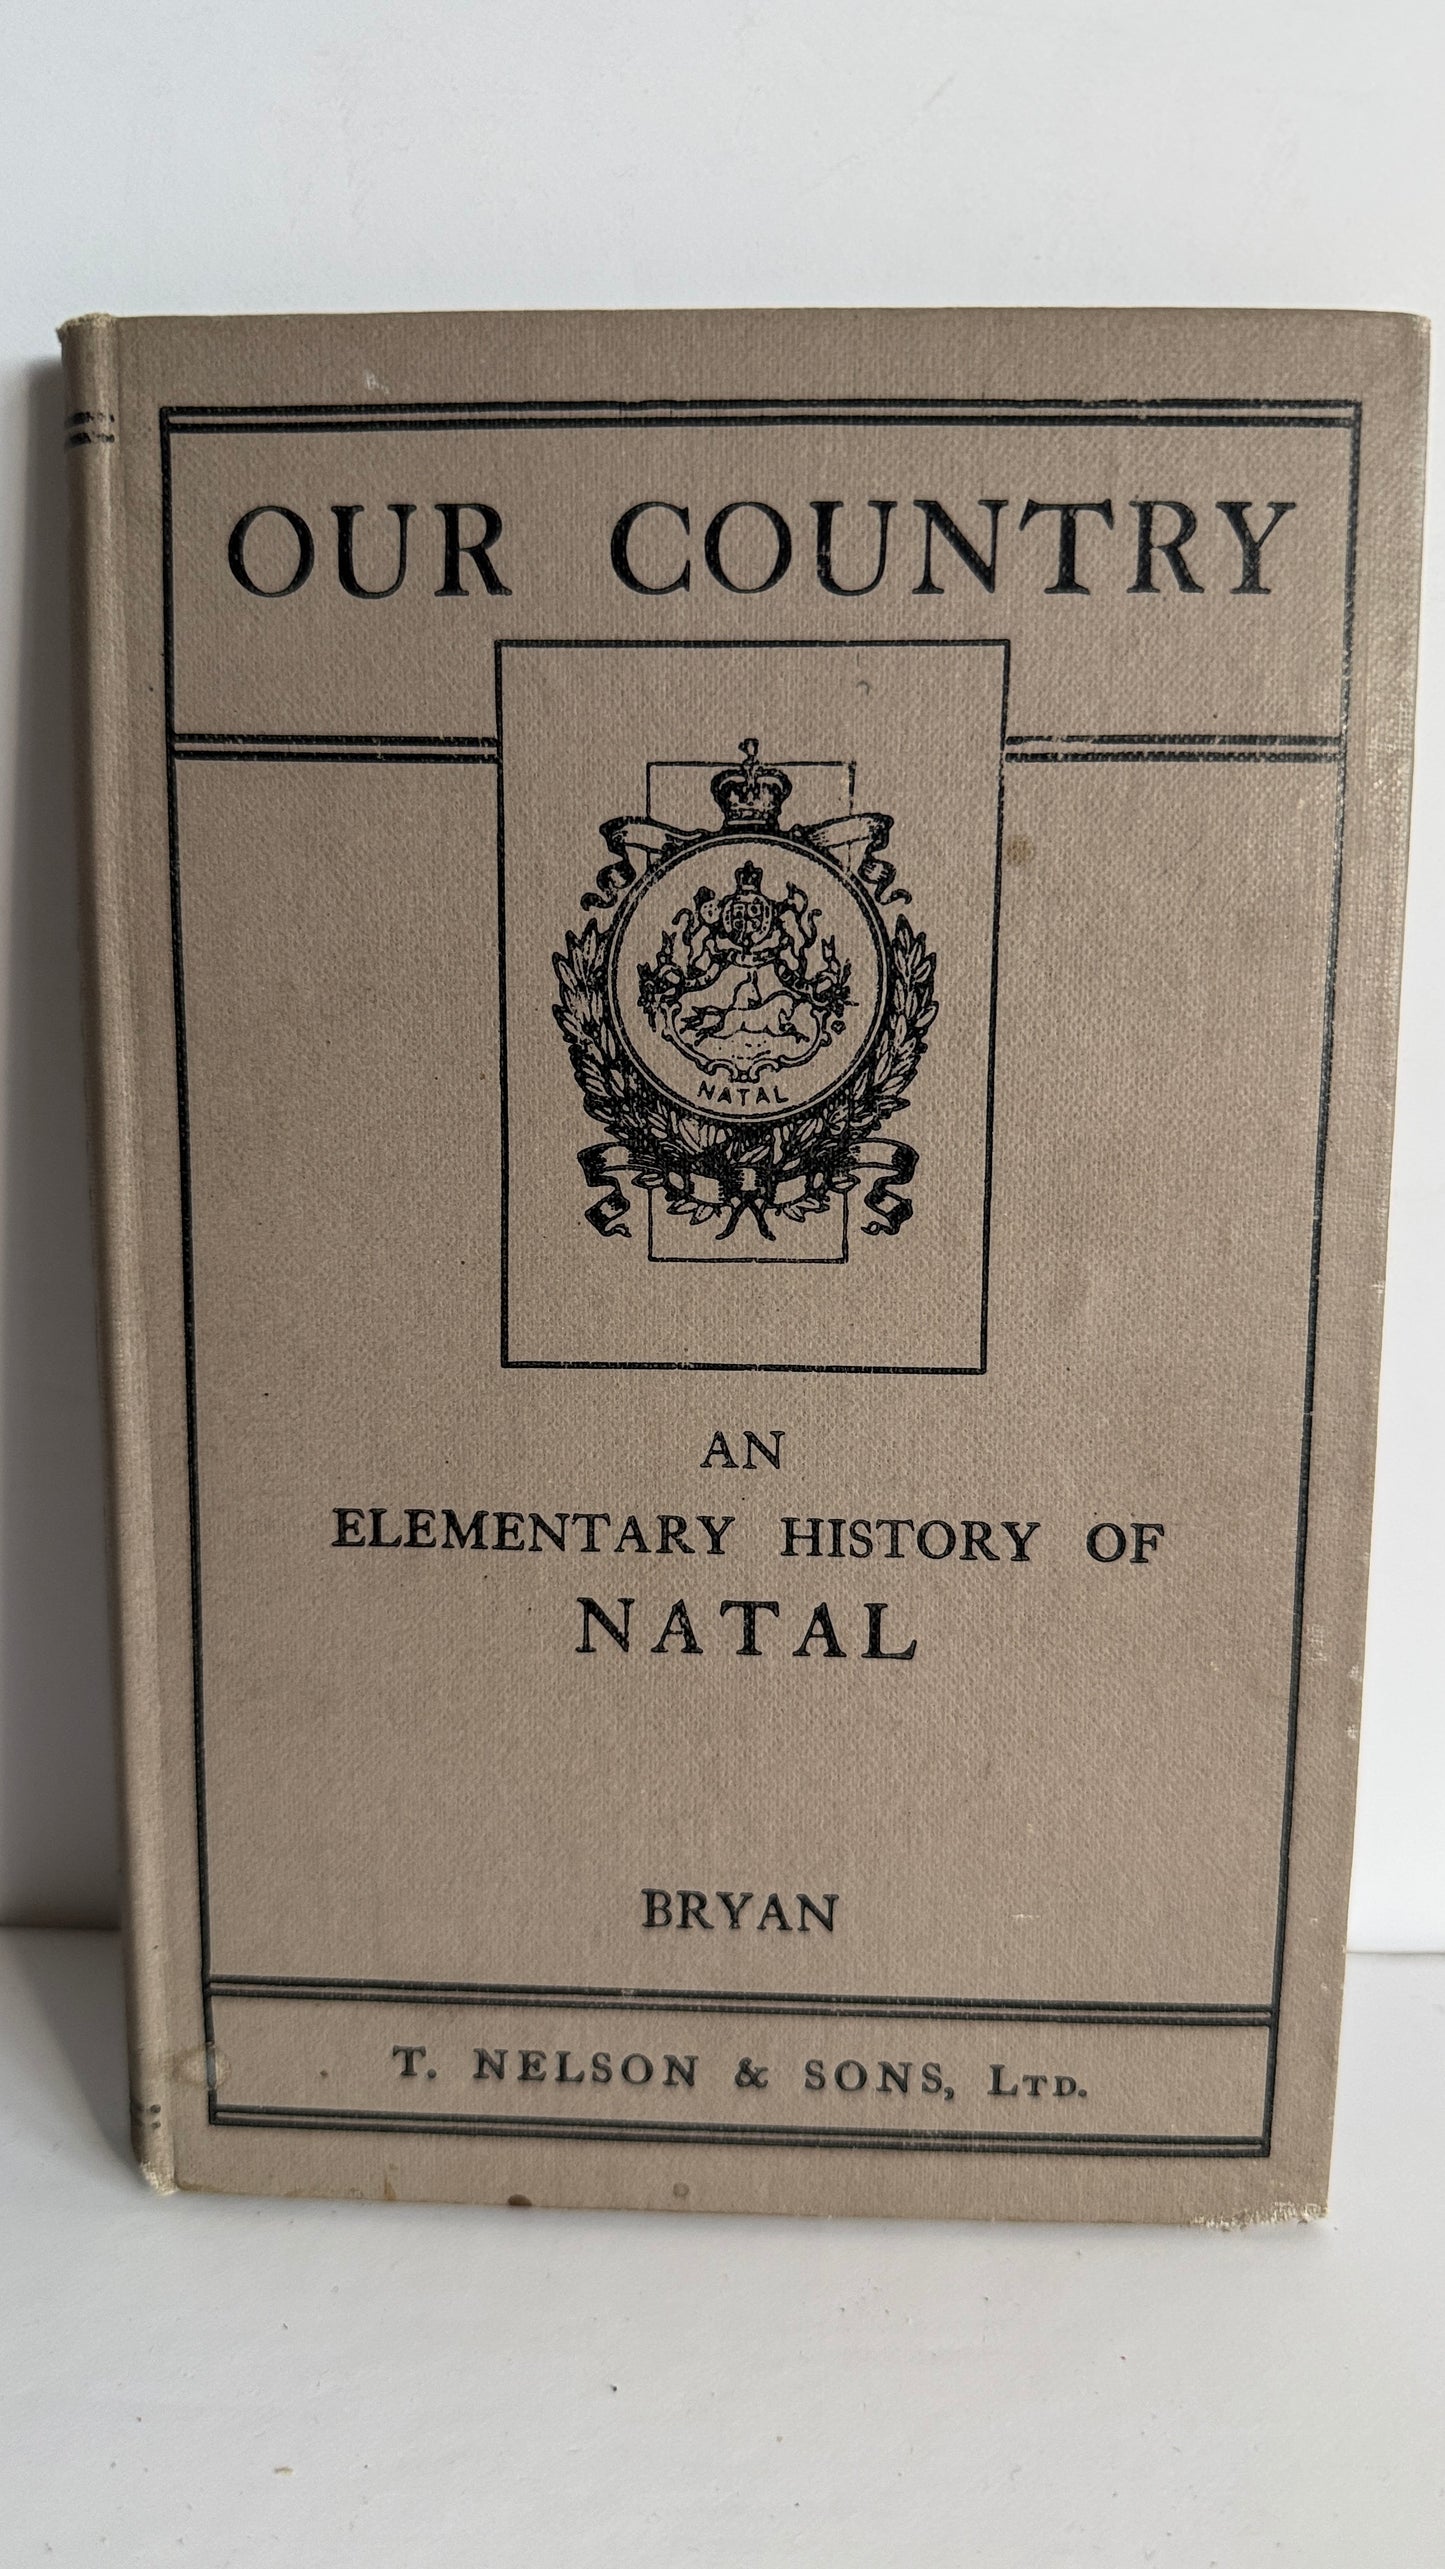 OUR COUNTRY
NATAL
AN
ELEMENTARY HISTORY OF
NATAL
BRYAN
T. NELSON & SONS, LTD.